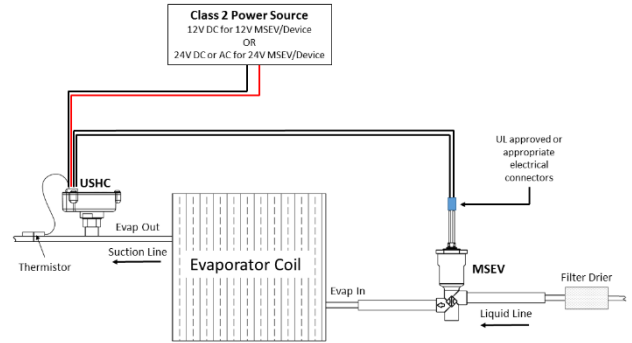 Class 2 Power Source
12V DC for 12V MSEV/Device
OR
24V DC or AC for 24V MSEV/Device
UL approved or
appropriate
electrical
connectors
USHC
Evap Out
Suction Line
Thermistor
Evaporator Coil
MSEV
Filter Drier
Evap In
Liquid Line